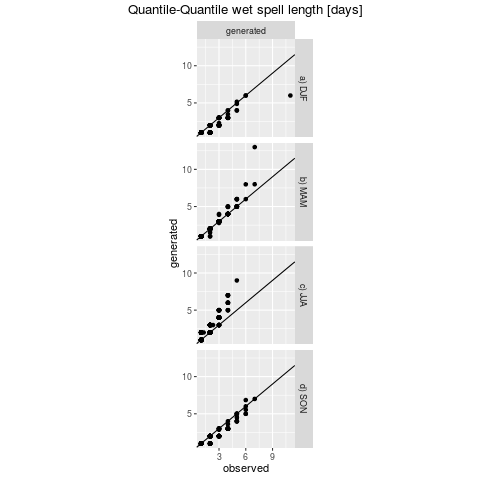 Quantile-Quantile wet spell length [days]
generated
10
5
a) DJF
10
5
b) MAM
generated
10
5
c) JJA
10
5
d) SON
3 6 9
observed